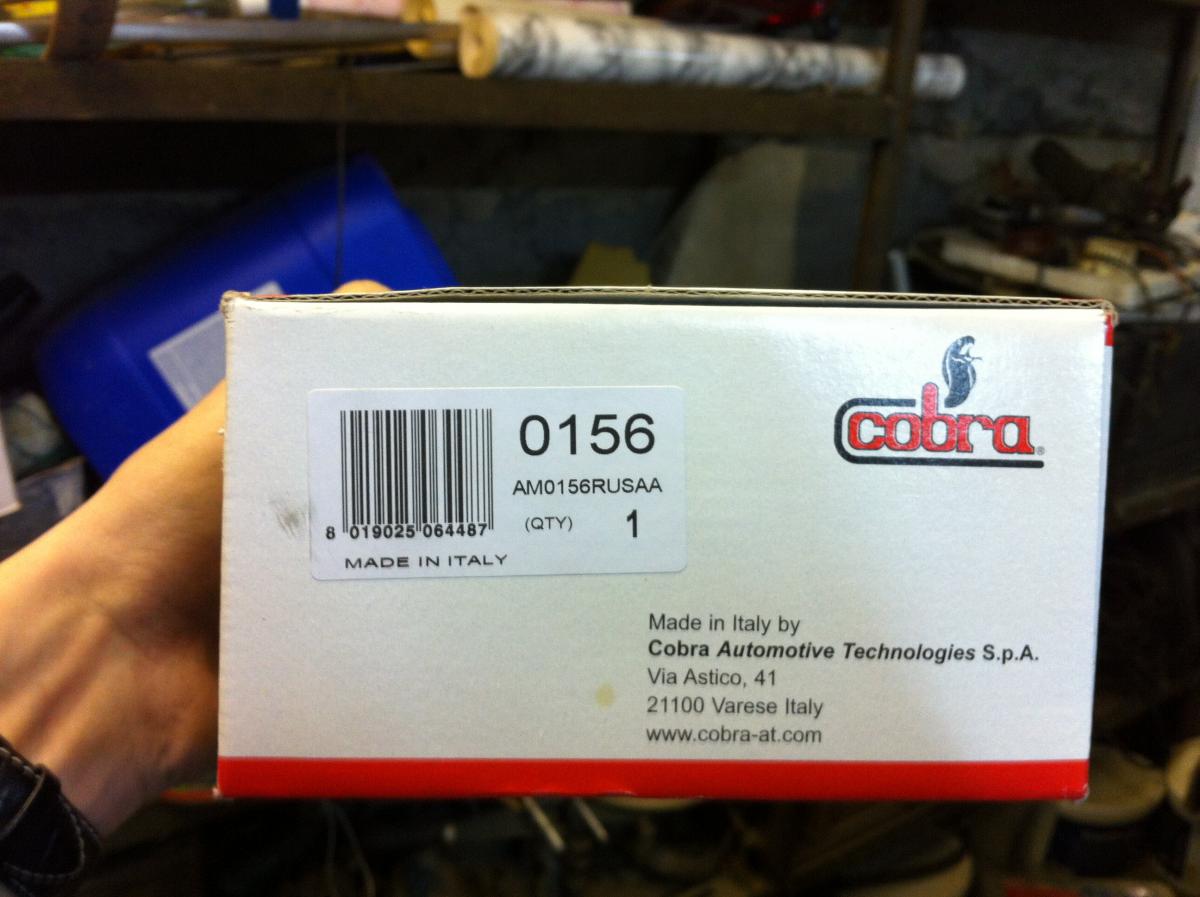 0156
AM0156RUSAA
(QTY) 1
8 019025 064487
MADE IN ITALY
cobra®
Made in Italy by
Cobra Automotive Technologies S.p.A.
Via Astico, 41
21100 Varese Italy
www.cobra-at.com